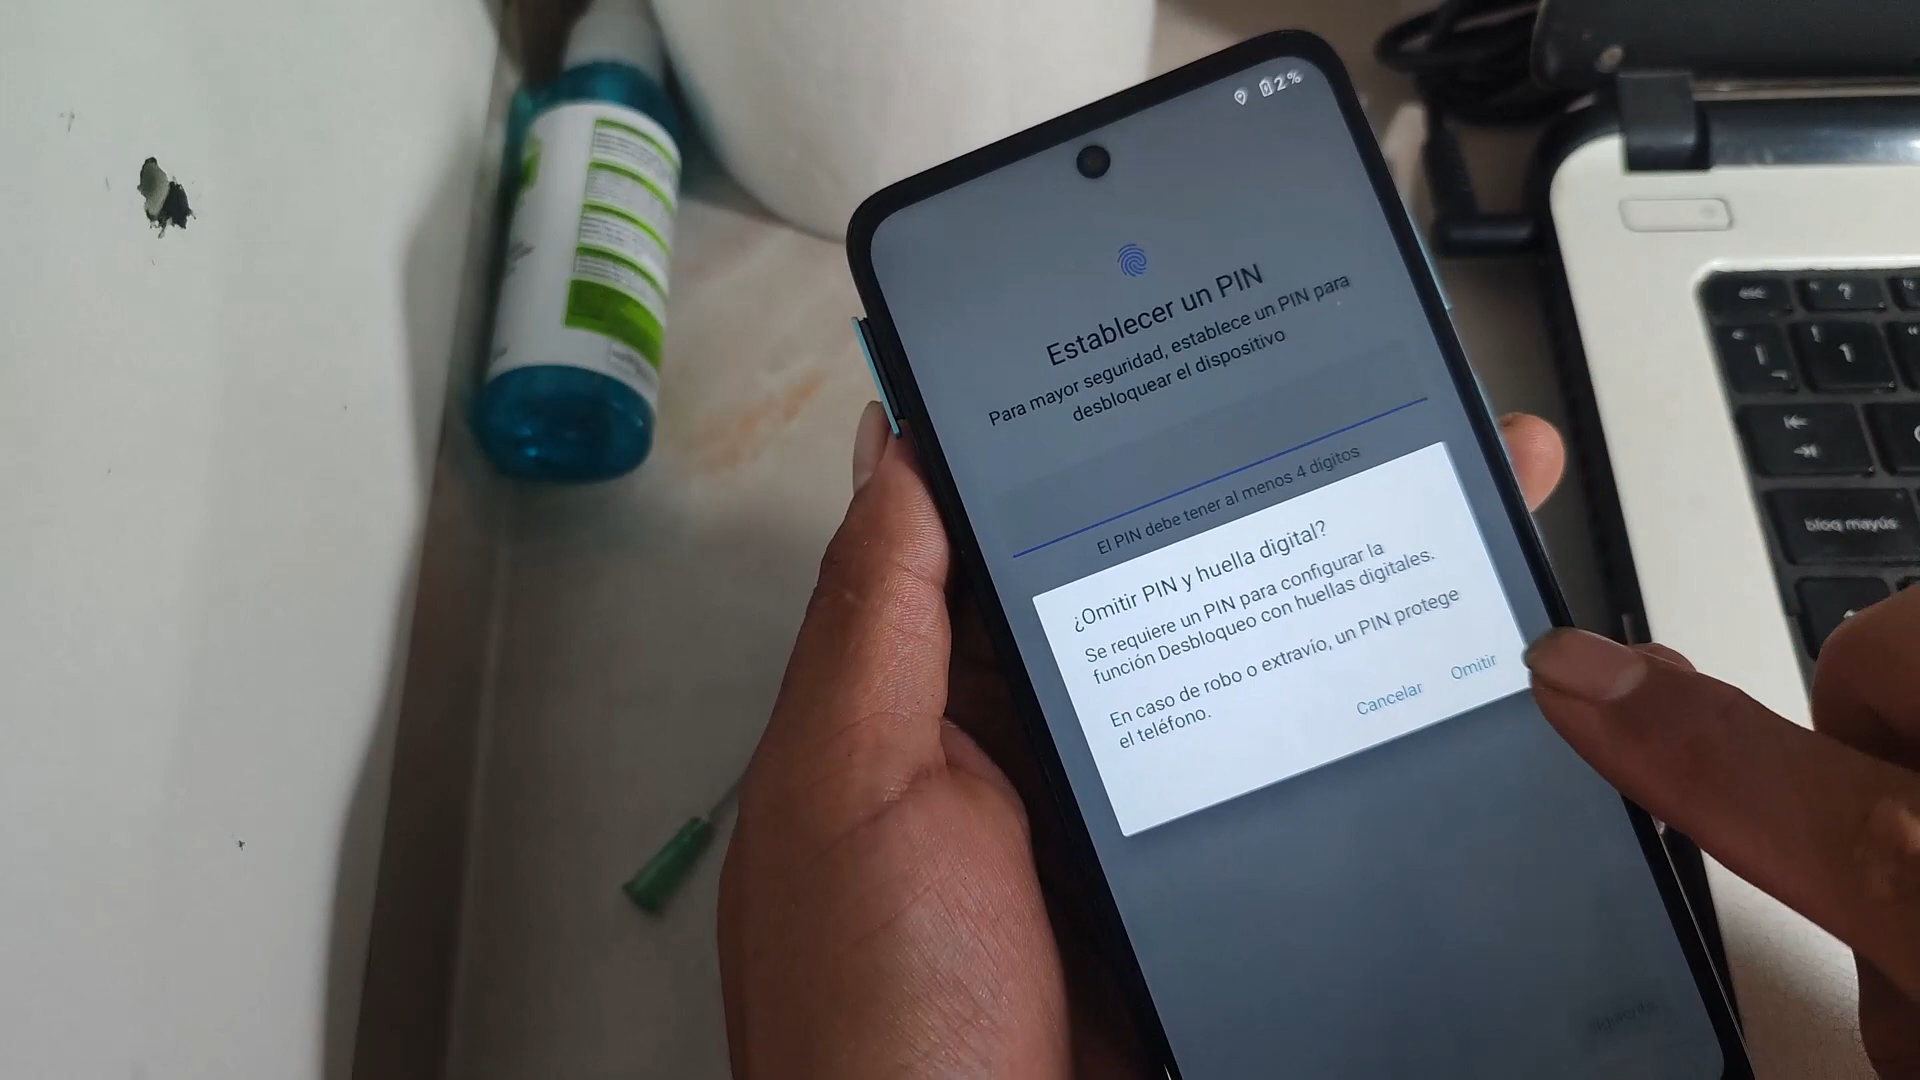 2%
Establecer un PIN
Para mayor seguridad, establece un PIN para
desbloquear el dispositivo
El PIN debe tener al menos 4 dígitos
¿Omitir PIN y huella digital?
Se requiere un PIN para configurar la
función Desbloqueo con huellas digitales.
En caso de robo o extravío, un PIN protege
el teléfono.
Cancelar
Omitir
esc
?
1
bloq mayús